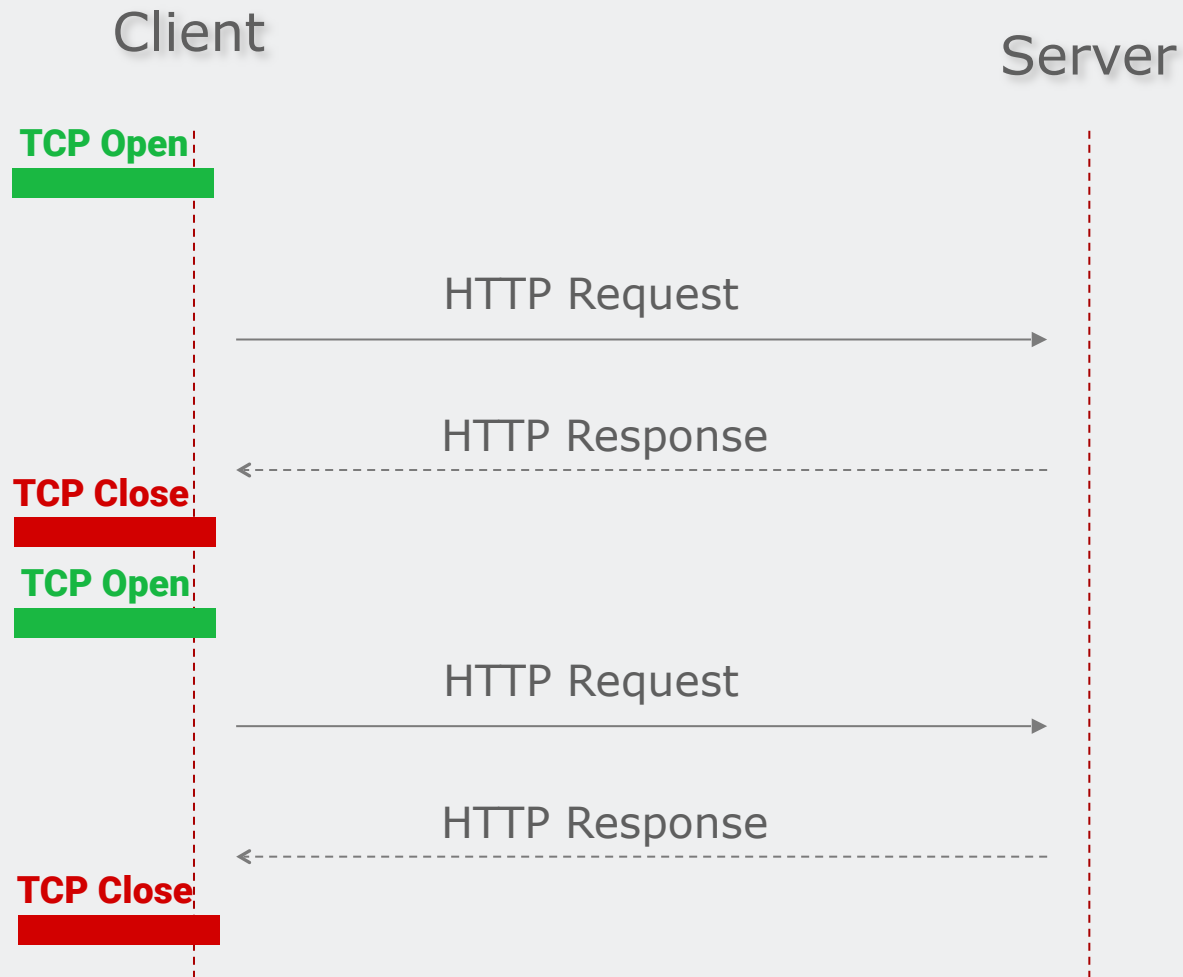 Client
Server
TCP Open
HTTP Request
HTTP Response
TCP Close
TCP Open
HTTP Request
HTTP Response
TCP Close